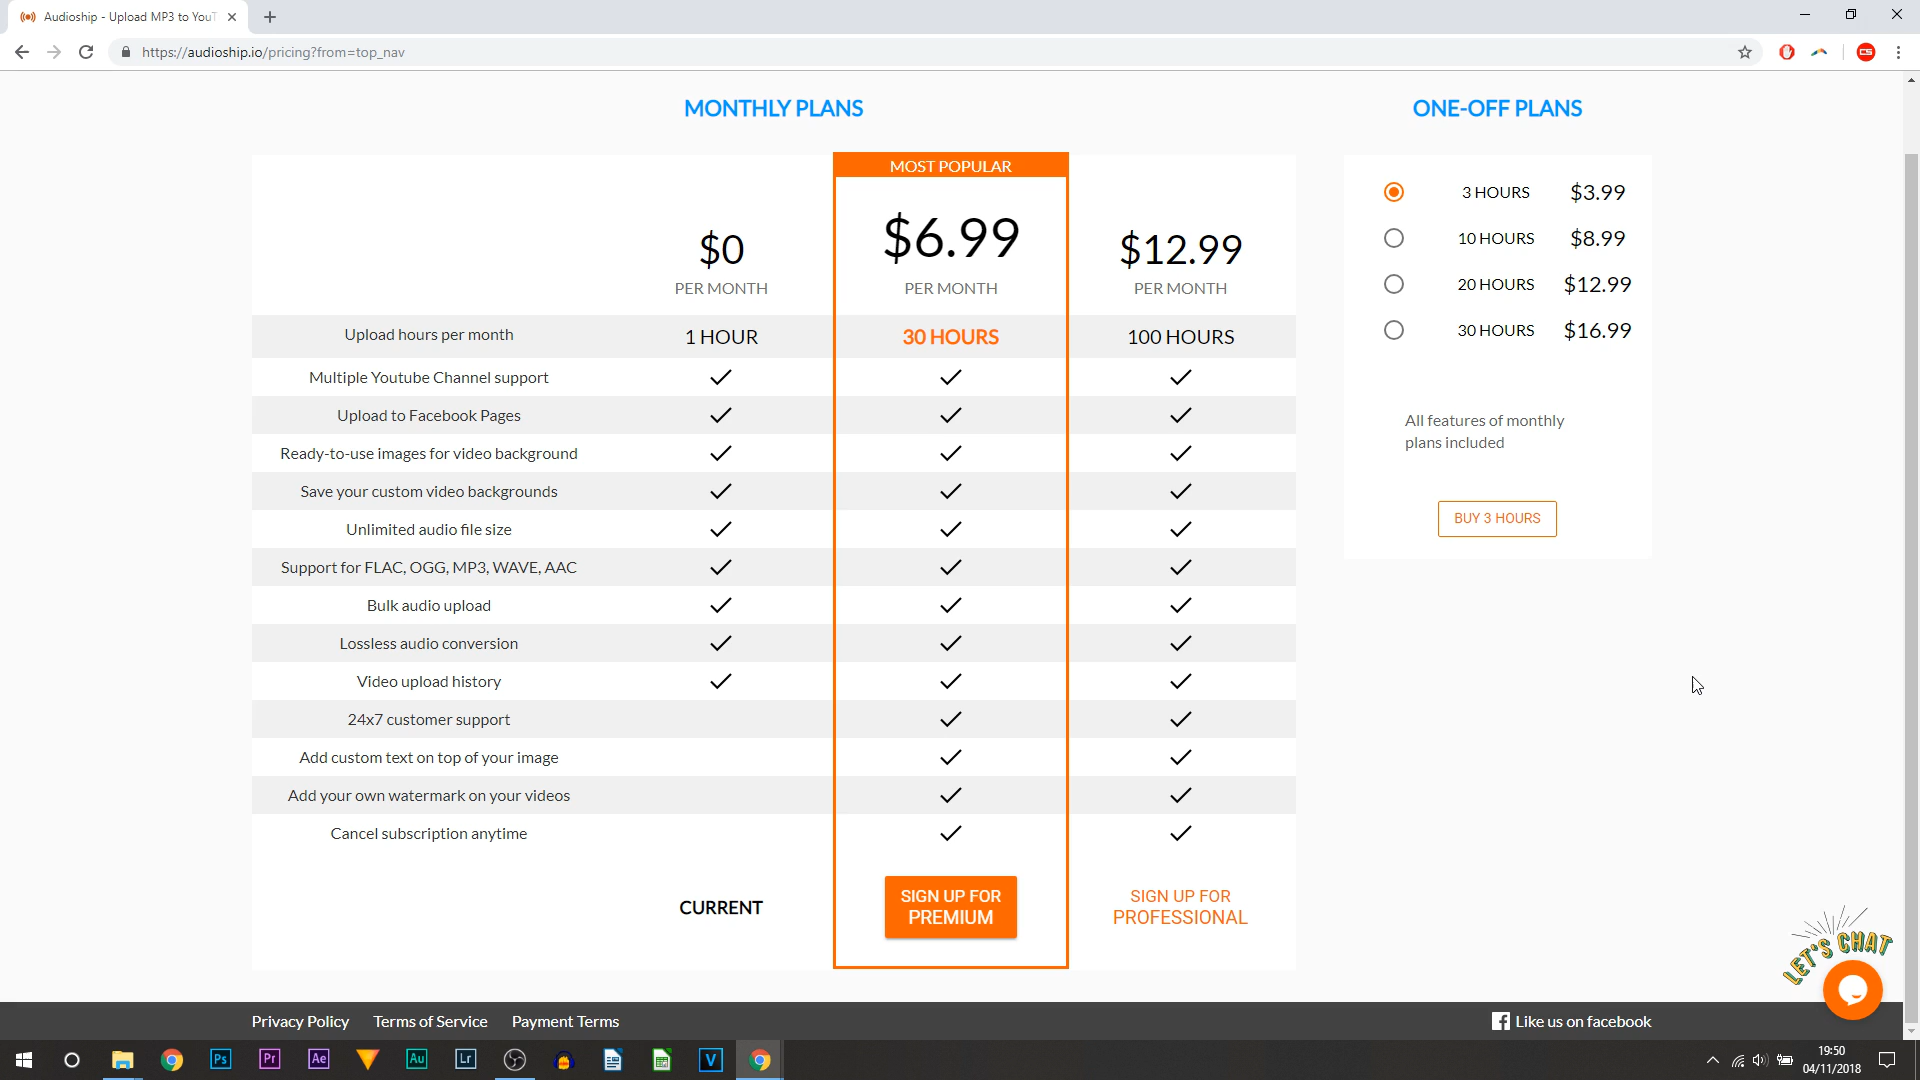 Audioship - Upload MP3 to YouT
https://audioship.io/pricing?from=top_nav
MONTHLY PLANS
ONE-OFF PLANS
MOST POPULAR
$0
PER MONTH
$6.99
PER MONTH
$12.99
PER MONTH
Upload hours per month 1 HOUR 30 HOURS 100 HOURS
Multiple Youtube Channel support
Upload to Facebook Pages
Ready-to-use images for video background
Save your custom video backgrounds
Unlimited audio file size
Support for FLAC, OGG, MP3, WAVE, AAC
Bulk audio upload
Lossless audio conversion
Video upload history
24x7 customer support
Add custom text on top of your image
Add your own watermark on your videos
Cancel subscription anytime
CURRENT
SIGN UP FOR
PREMIUM
SIGN UP FOR
PROFESSIONAL
3 HOURS $3.99
10 HOURS $8.99
20 HOURS $12.99
30 HOURS $16.99
All features of monthly
plans included
BUY 3 HOURS
LET'S CHAT
Privacy Policy Terms of Service Payment Terms
Like us on facebook
Ps Pr Ae Au Lr V
19:50
04/11/2018